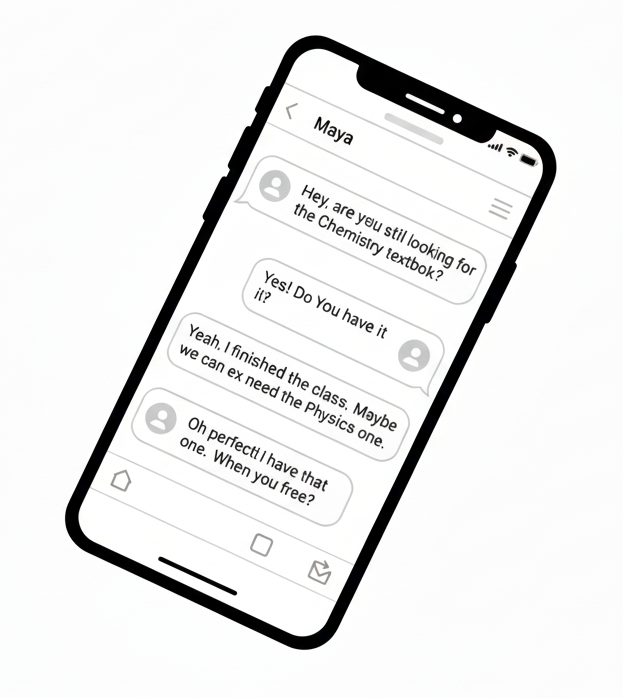 Maya
Hey, are you stil looking for
the Chemistry textbok?
Yes! Do You have it
it?
Yeah, I finished the class. Maybe
we can ex need the Physics one.
Oh perfect! I have that
one. When you free?